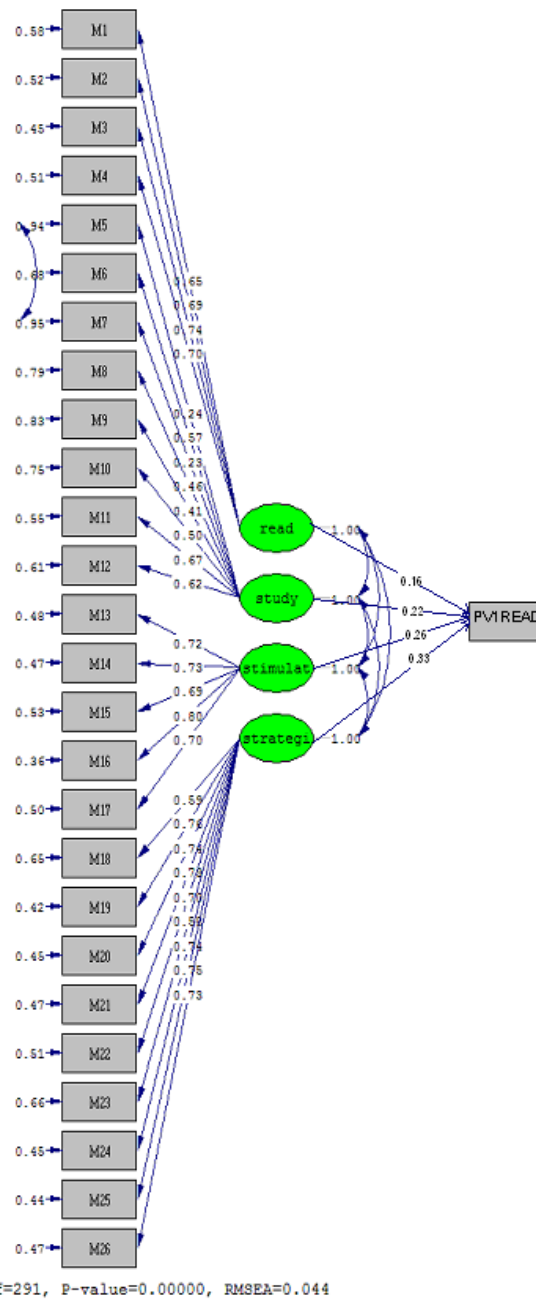 0.58 M1
0.52 M2
0.45 M3
0.51 M4
0.94 M5
0.68 M6
0.95 M7
0.79 M8
0.83 M9
0.75 M10
0.55 M11
0.61 M12
0.48 M13
0.47 M14
0.53 M15
0.36 M16
0.50 M17
0.65 M18
0.42 M19
0.45 M20
0.47 M21
0.51 M22
0.66 M23
0.45 M24
0.44 M25
0.47 M26
0.65
0.69
0.74
0.70
0.24
0.57
0.23
0.46
0.41
0.50
0.67
0.62
0.72
0.73
0.69
0.80
0.70
0.59
0.76
0.74
0.74
0.75
0.73
read 1.00
study 1.00
stimulat 1.00
strategi 1.00
0.16
0.22
0.26
0.33
PV1READ
=291, P-value=0.00000, RMSEA=0.044